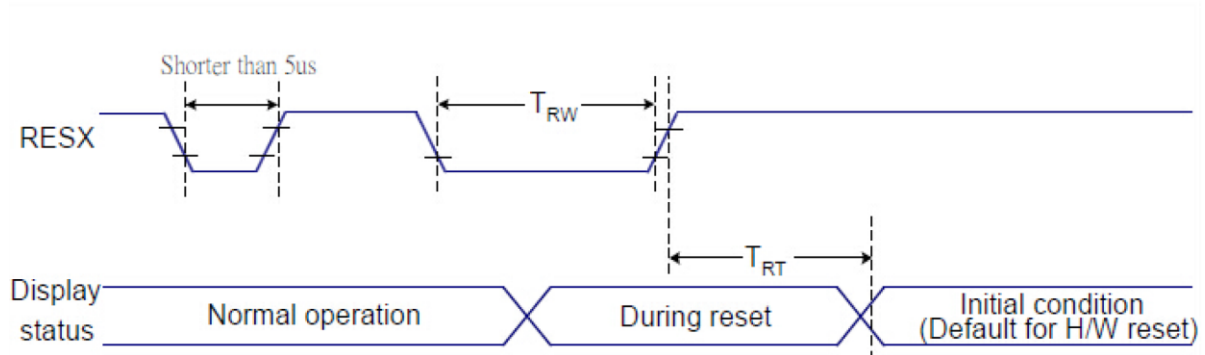 Shorter than 5us
RESX
TRW
TRT
Display
status
Normal operation
During reset
Initial condition
(Default for H/W reset)